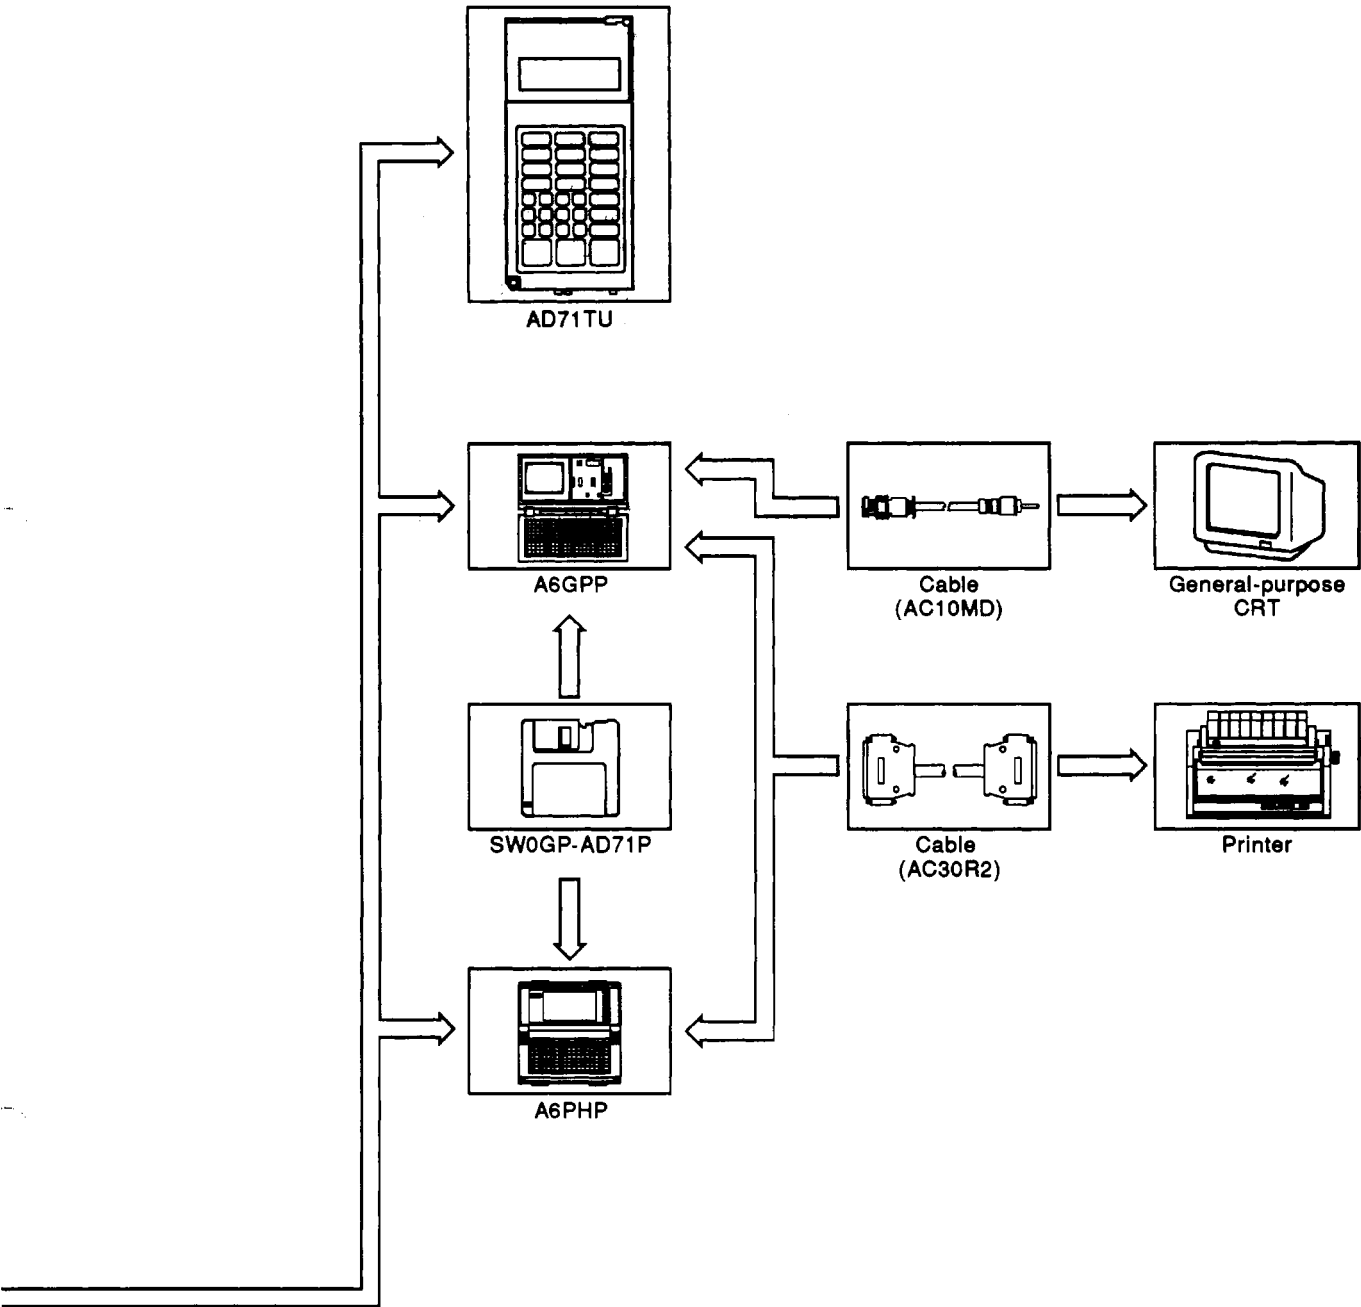 AD71TU
A6GPP
Cable
(AC10MD)
General-purpose
CRT
SW0GP-AD71P
Cable
(AC30R2)
Printer
A6PHP